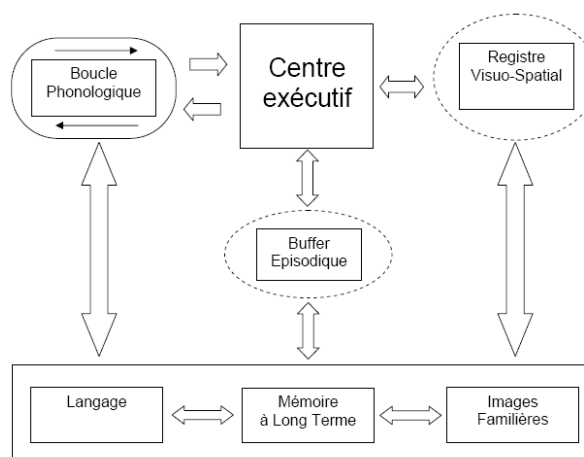 Boucle
Phonologique
Centre
exécutif
Registre
Visuo-Spatial
Buffer
Episodique
Langage
Mémoire
à Long Terme
Images
Familières